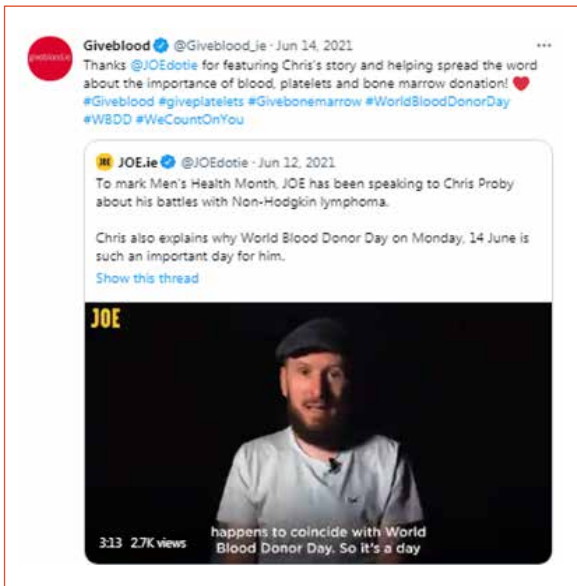 giveblood.ie
Giveblood @Giveblood_ie · Jun 14, 2021
Thanks @JOEdotie for featuring Chris's story and helping spread the word
about the importance of blood, platelets and bone marrow donation!
#Giveblood #giveplatelets #Givebonemarrow #WorldBloodDonorDay
#WBDD #WeCountOnYou
JOE JOE.ie @JOEdotie · Jun 12, 2021
To mark Men's Health Month, JOE has been speaking to Chris Proby
about his battles with Non-Hodgkin lymphoma.
Chris also explains why World Blood Donor Day on Monday, 14 June is
such an important day for him.
Show this thread
JOE
happens to coincide with World
Blood Donor Day. So it's a day
3:13 2.7K views